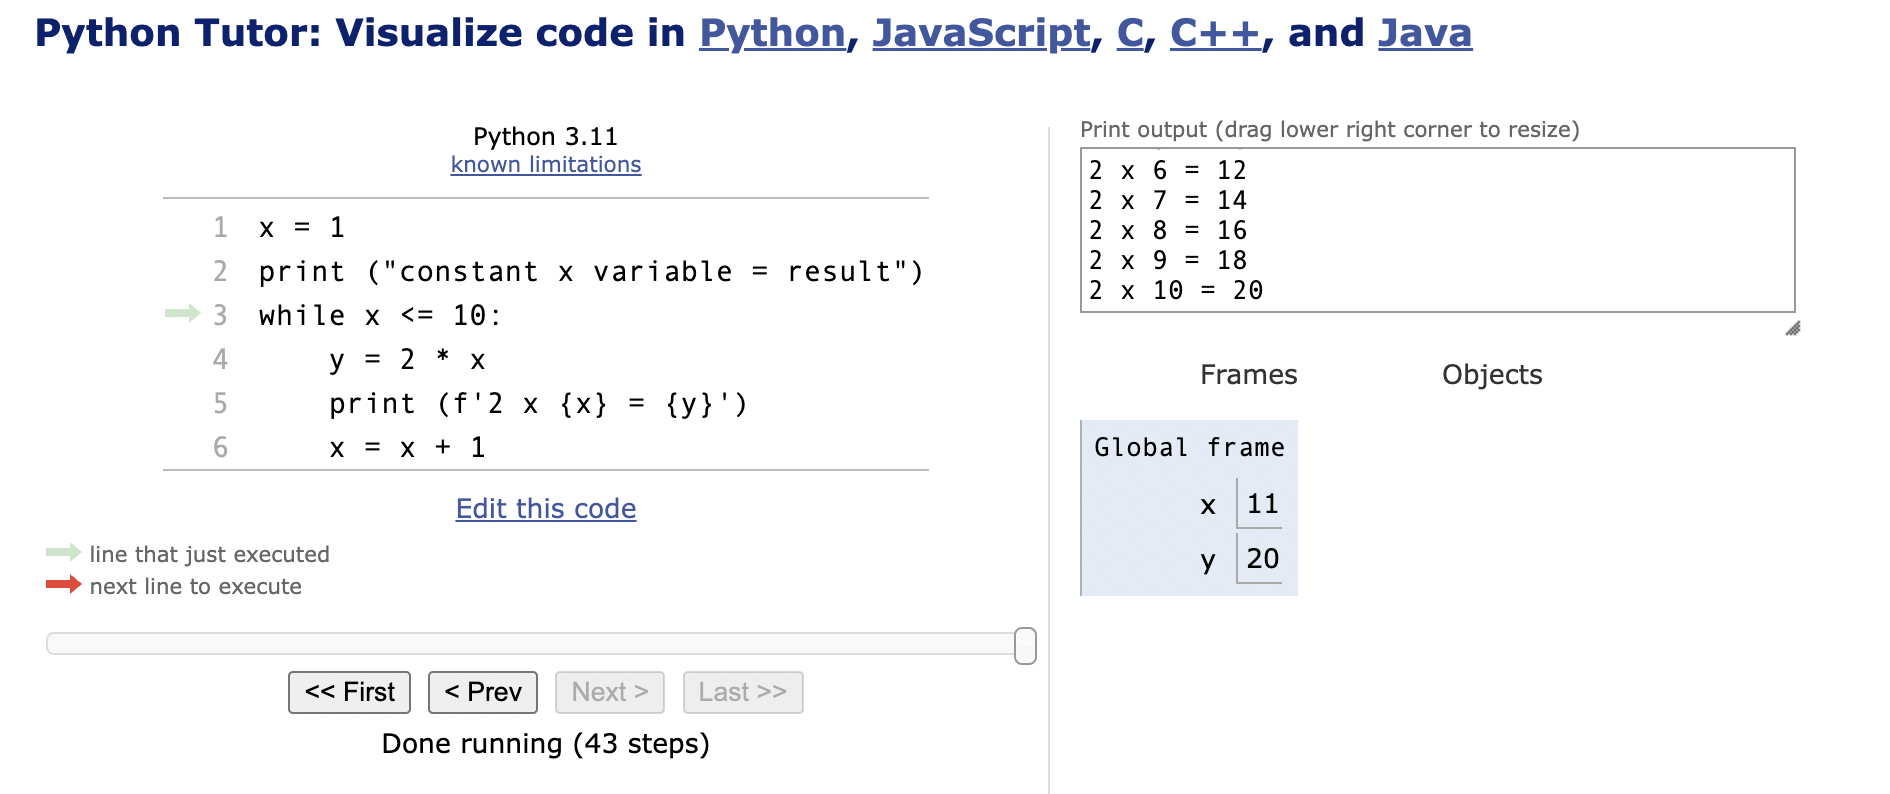 Python Tutor: Visualize code in Python, JavaScript, C, C++, and Java
Python 3.11
known limitations
1 x = 1
2 print ("constant x variable = result")
3 while x <= 10:
4     y = 2 * x
5     print (f'2 x {x} = {y}')
6     x = x + 1
Edit this code
line that just executed
next line to execute
<< First < Prev Next > Last >>
Done running (43 steps)
Print output (drag lower right corner to resize)
2 x 6 = 12
2 x 7 = 14
2 x 8 = 16
2 x 9 = 18
2 x 10 = 20
Frames Objects
Global frame
x 11
y 20